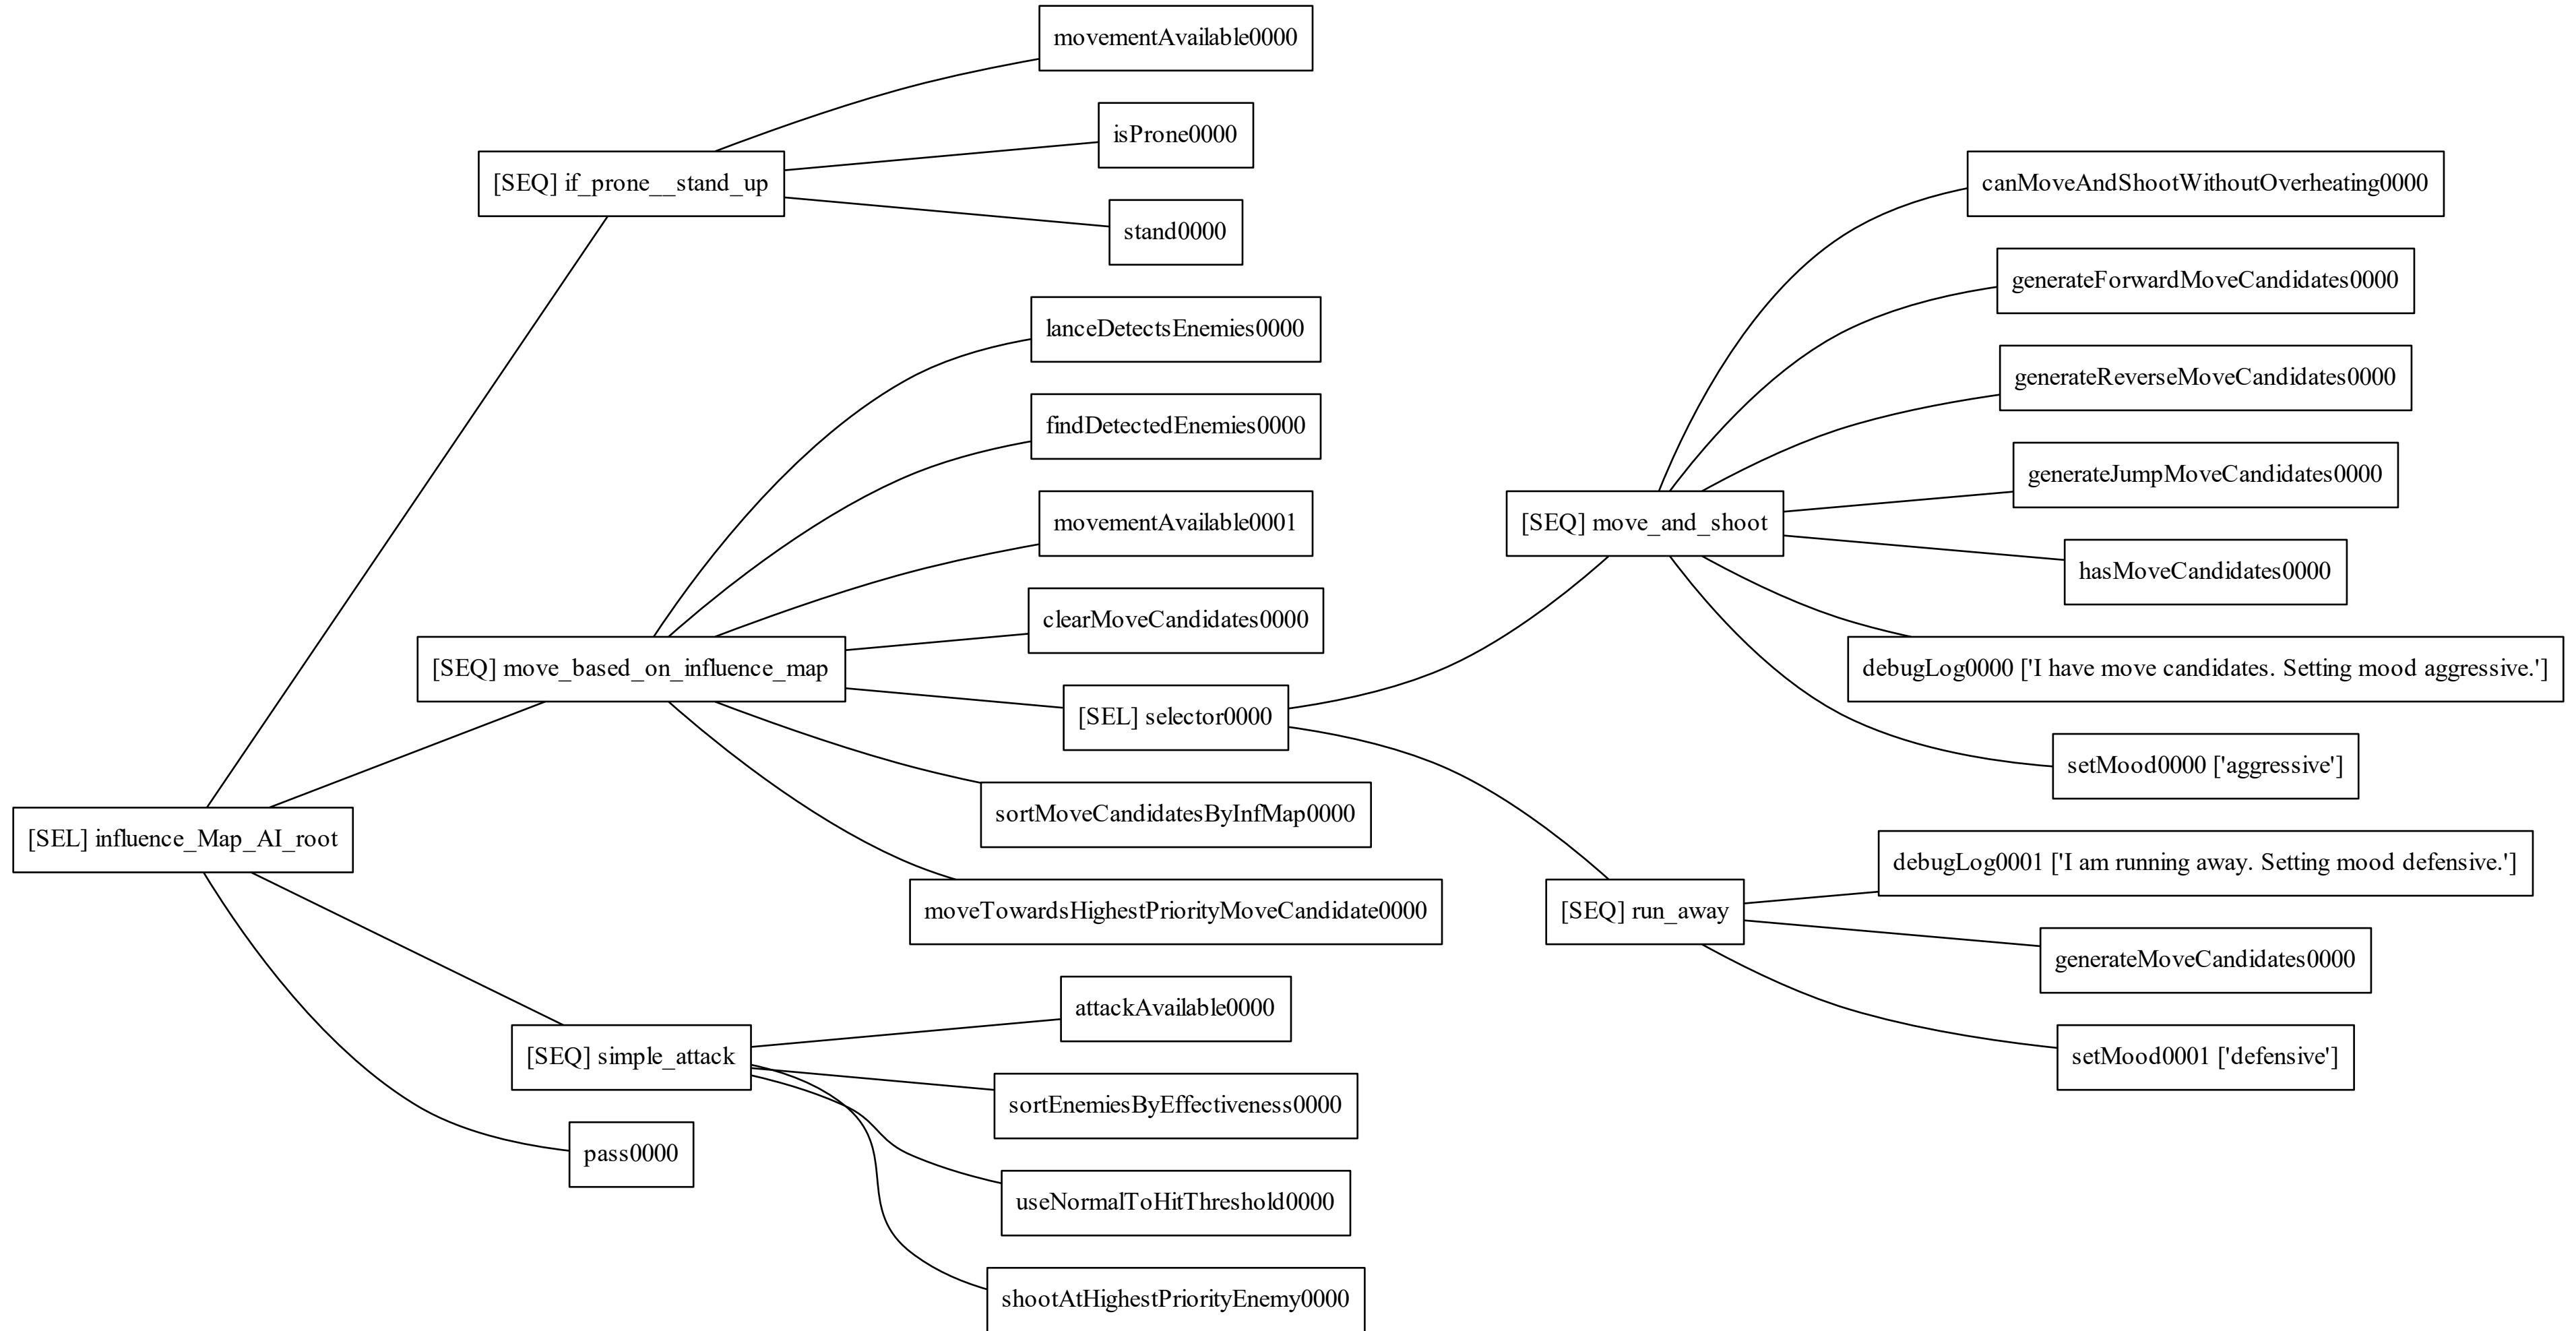 movementAvailable0000
isProne0000
[SEQ] if_prone__stand_up
stand0000
lanceDetectsEnemies0000
findDetectedEnemies0000
movementAvailable0001
clearMoveCandidates0000
[SEQ] move_based_on_influence_map
[SEL] selector0000
sortMoveCandidatesByInfMap0000
[SEL] influence_Map_AI_root
moveTowardsHighestPriorityMoveCandidate0000
attackAvailable0000
[SEQ] simple_attack
sortEnemiesByEffectiveness0000
pass0000
useNormalToHitThreshold0000
shootAtHighestPriorityEnemy0000
canMoveAndShootWithoutOverheating0000
generateForwardMoveCandidates0000
generateReverseMoveCandidates0000
generateJumpMoveCandidates0000
[SEQ] move_and_shoot
hasMoveCandidates0000
debugLog0000 ['I have move candidates. Setting mood aggressive.']
setMood0000 ['aggressive']
debugLog0001 ['I am running away. Setting mood defensive.']
[SEQ] run_away
generateMoveCandidates0000
setMood0001 ['defensive']